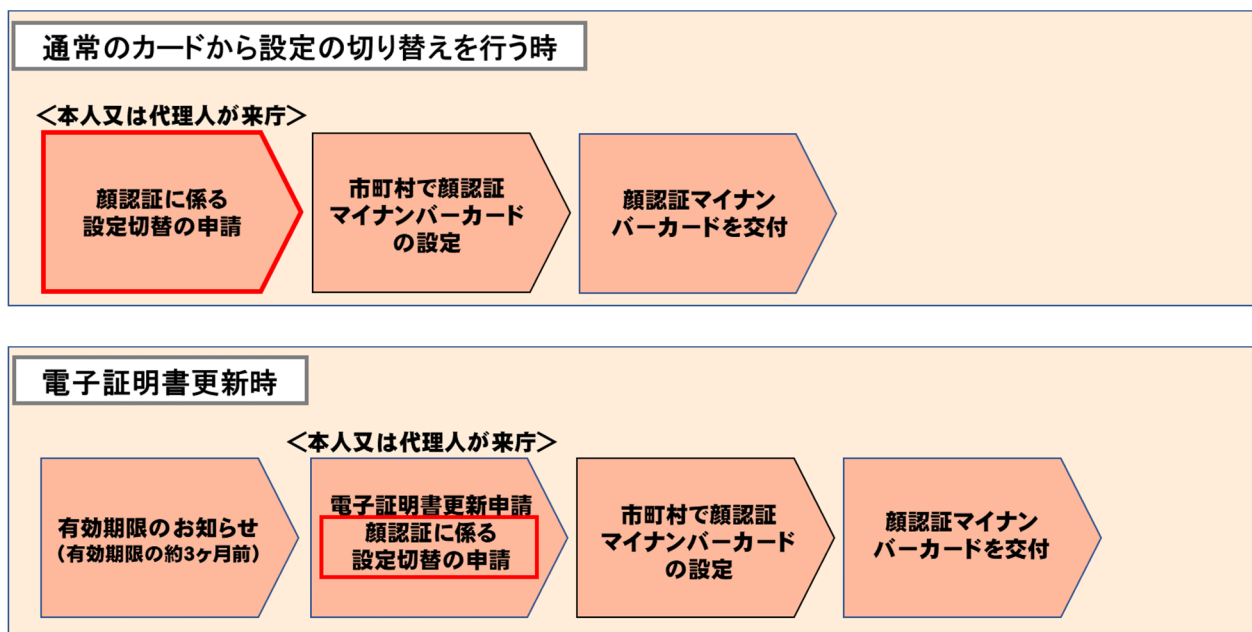 通常のカードから設定の切り替えを行う時
＜本人又は代理人が来庁＞
顔認証に係る
設定切替の申請
市町村で顔認証
マイナンバーカード
の設定
顔認証マイナン
バーカードを交付
電子証明書更新時
＜本人又は代理人が来庁＞
有効期限のお知らせ
(有効期限の約3ヶ月前)
電子証明書更新申請
顔認証に係る
設定切替の申請
市町村で顔認証
マイナンバーカード
の設定
顔認証マイナン
バーカードを交付